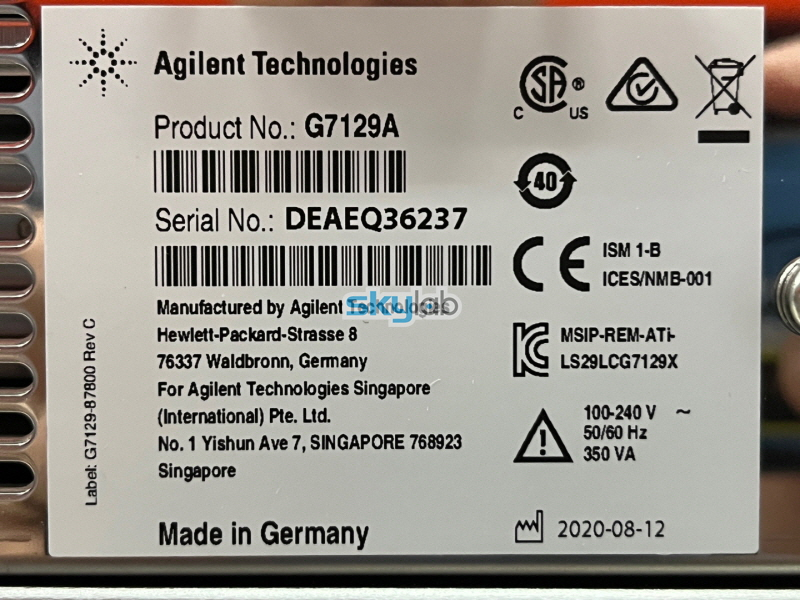 Agilent Technologies
Product No.: G7129A
Serial No.: DEAEQ36237
Manufactured by Agilent Technologies
Hewlett-Packard-Strasse 8
76337 Waldbronn, Germany
For Agilent Technologies Singapore
(International) Pte. Ltd.
No. 1 Yishun Ave 7, SINGAPORE 768923
Singapore
Made in Germany
Label: G7129-87800 Rev C
C SA ® US
40
CE ISM 1-B
ICES/NMB-001
MSIP-REM-ATi-
LS29LCG7129X
100-240 V ~
50/60 Hz
350 VA
2020-08-12
skylab